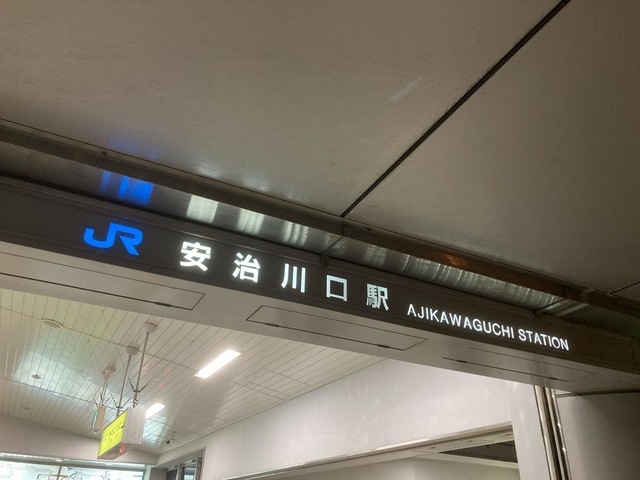 JR 安治川口駅 AJIKAWAGUCHI STATION